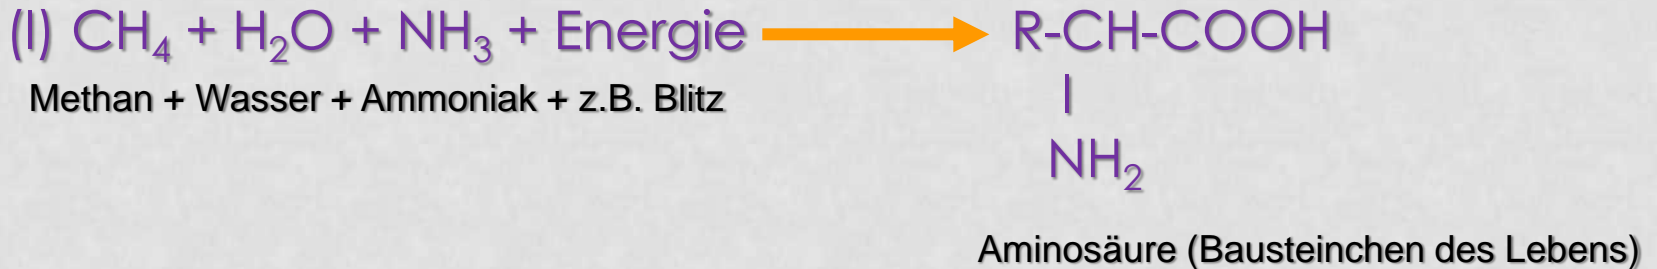 (I) CH₄ + H₂O + NH₃ + Energie → R-CH-COOH
Methan + Wasser + Ammoniak + z.B. Blitz
|
NH₂
Aminosäure (Bausteinchen des Lebens)